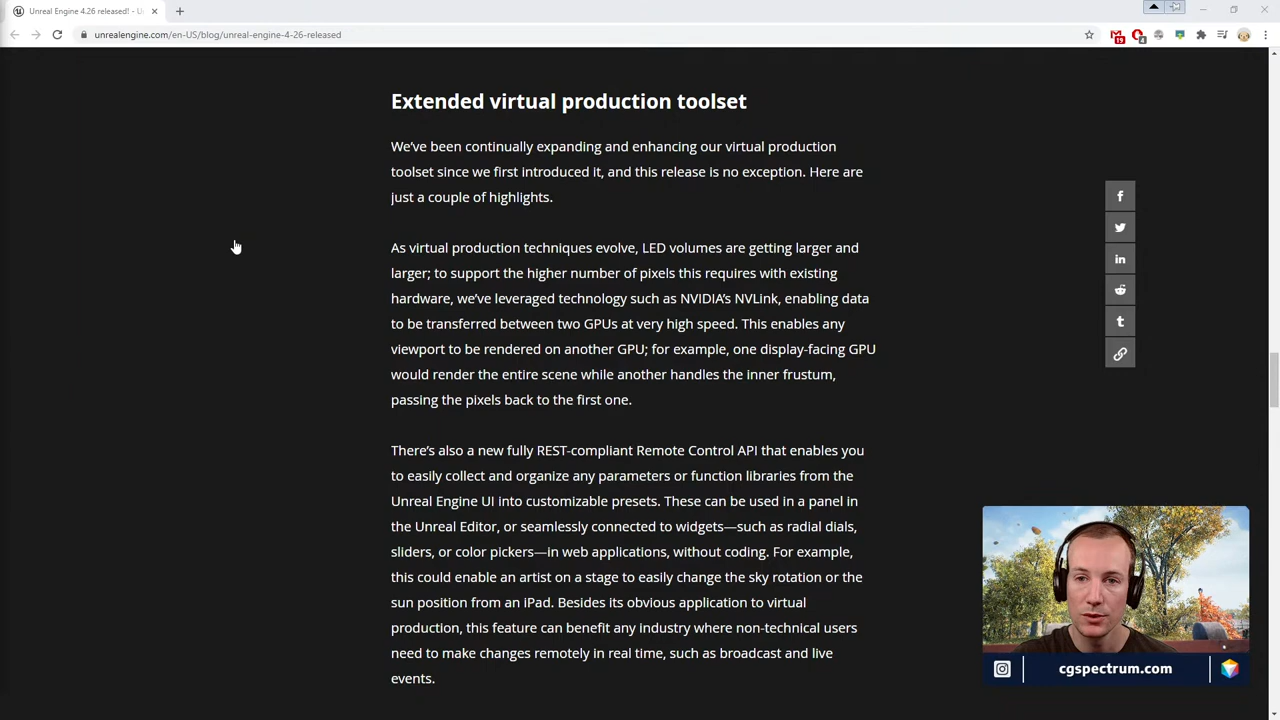 Unreal Engine 4.26 released! - U
unrealengine.com/en-US/blog/unreal-engine-4-26-released
19
4
Extended virtual production toolset
We've been continually expanding and enhancing our virtual production
toolset since we first introduced it, and this release is no exception. Here are
just a couple of highlights.
As virtual production techniques evolve, LED volumes are getting larger and
larger; to support the higher number of pixels this requires with existing
hardware, we've leveraged technology such as NVIDIA's NVLink, enabling data
to be transferred between two GPUs at very high speed. This enables any
viewport to be rendered on another GPU; for example, one display-facing GPU
would render the entire scene while another handles the inner frustum,
passing the pixels back to the first one.
There's also a new fully REST-compliant Remote Control API that enables you
to easily collect and organize any parameters or function libraries from the
Unreal Engine UI into customizable presets. These can be used in a panel in
the Unreal Editor, or seamlessly connected to widgets—such as radial dials,
sliders, or color pickers—in web applications, without coding. For example,
this could enable an artist on a stage to easily change the sky rotation or the
sun position from an iPad. Besides its obvious application to virtual
production, this feature can benefit any industry where non-technical users
need to make changes remotely in real time, such as broadcast and live
events.
cgspectrum.com